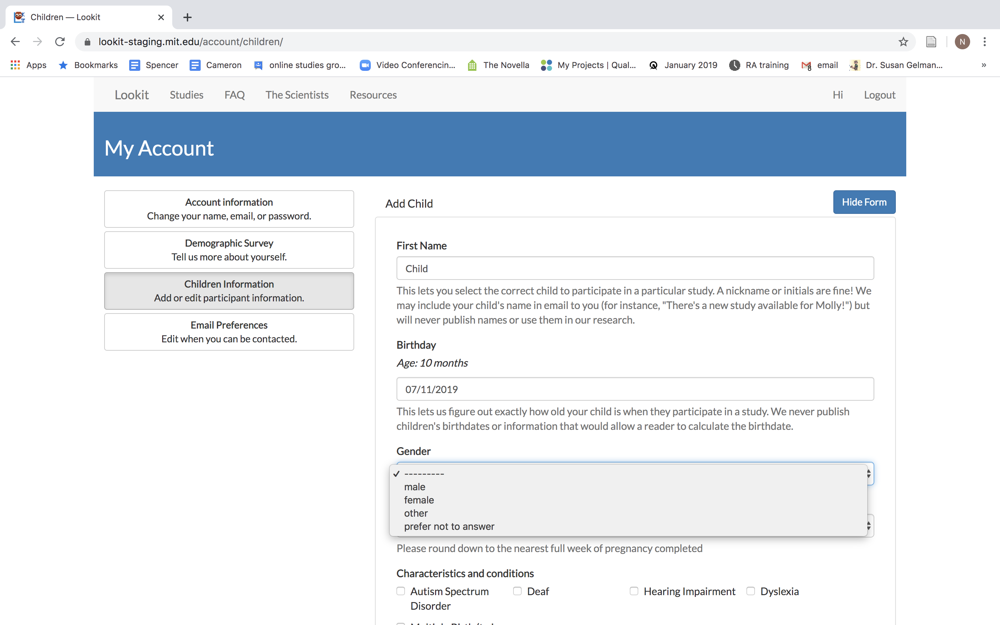 Children — Lookit
lookit-staging.mit.edu/account/children/
N
Apps
Bookmarks
Spencer
Cameron
online studies gro...
Video Conferencin...
The Novella
My Projects | Qual...
January 2019
RA training
email
Dr. Susan Gelman...
»
Lookit
Studies
FAQ
The Scientists
Resources
Hi
Logout
My Account
Account information
Change your name, email, or password.
Demographic Survey
Tell us more about yourself.
Children Information
Add or edit participant information.
Email Preferences
Edit when you can be contacted.
Add Child
Hide Form
First Name
Child
This lets you select the correct child to participate in a particular study. A nickname or initials are fine! We
may include your child's name in email to you (for instance, "There's a new study available for Molly!") but
will never publish names or use them in our research.
Birthday
Age: 10 months
07/11/2019
This lets us figure out exactly how old your child is when they participate in a study. We never publish
children's birthdates or information that would allow a reader to calculate the birthdate.
Gender
✓ ---------
male
female
other
prefer not to answer
Please round down to the nearest full week of pregnancy completed
Characteristics and conditions
Autism Spectrum
Disorder
Deaf
Hearing Impairment
Dyslexia